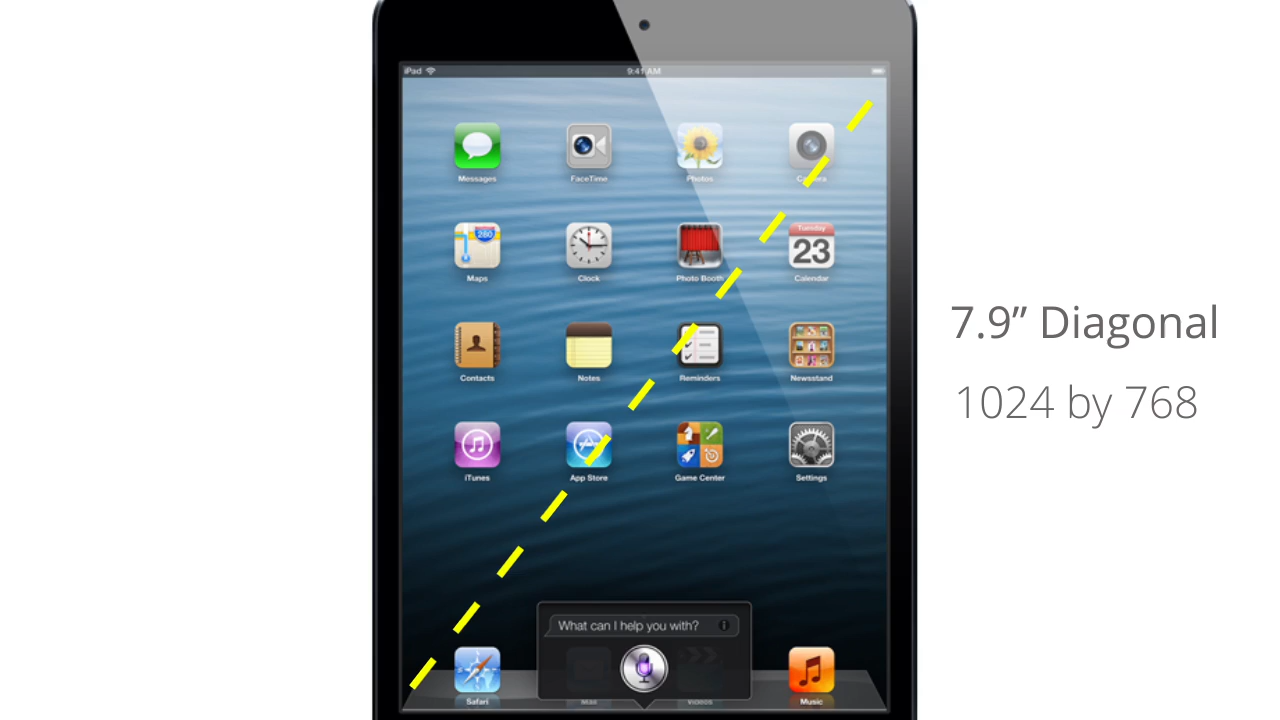 iPad 9:41 AM
Messages FaceTime Photos Camera
280 Tuesday
23
Maps Clock Photo Booth Calendar
Contacts Notes Reminders Newsstand
7.9” Diagonal
1024 by 768
iTunes App Store Game Center Settings
What can I help you with?
Safari Mail Videos Music